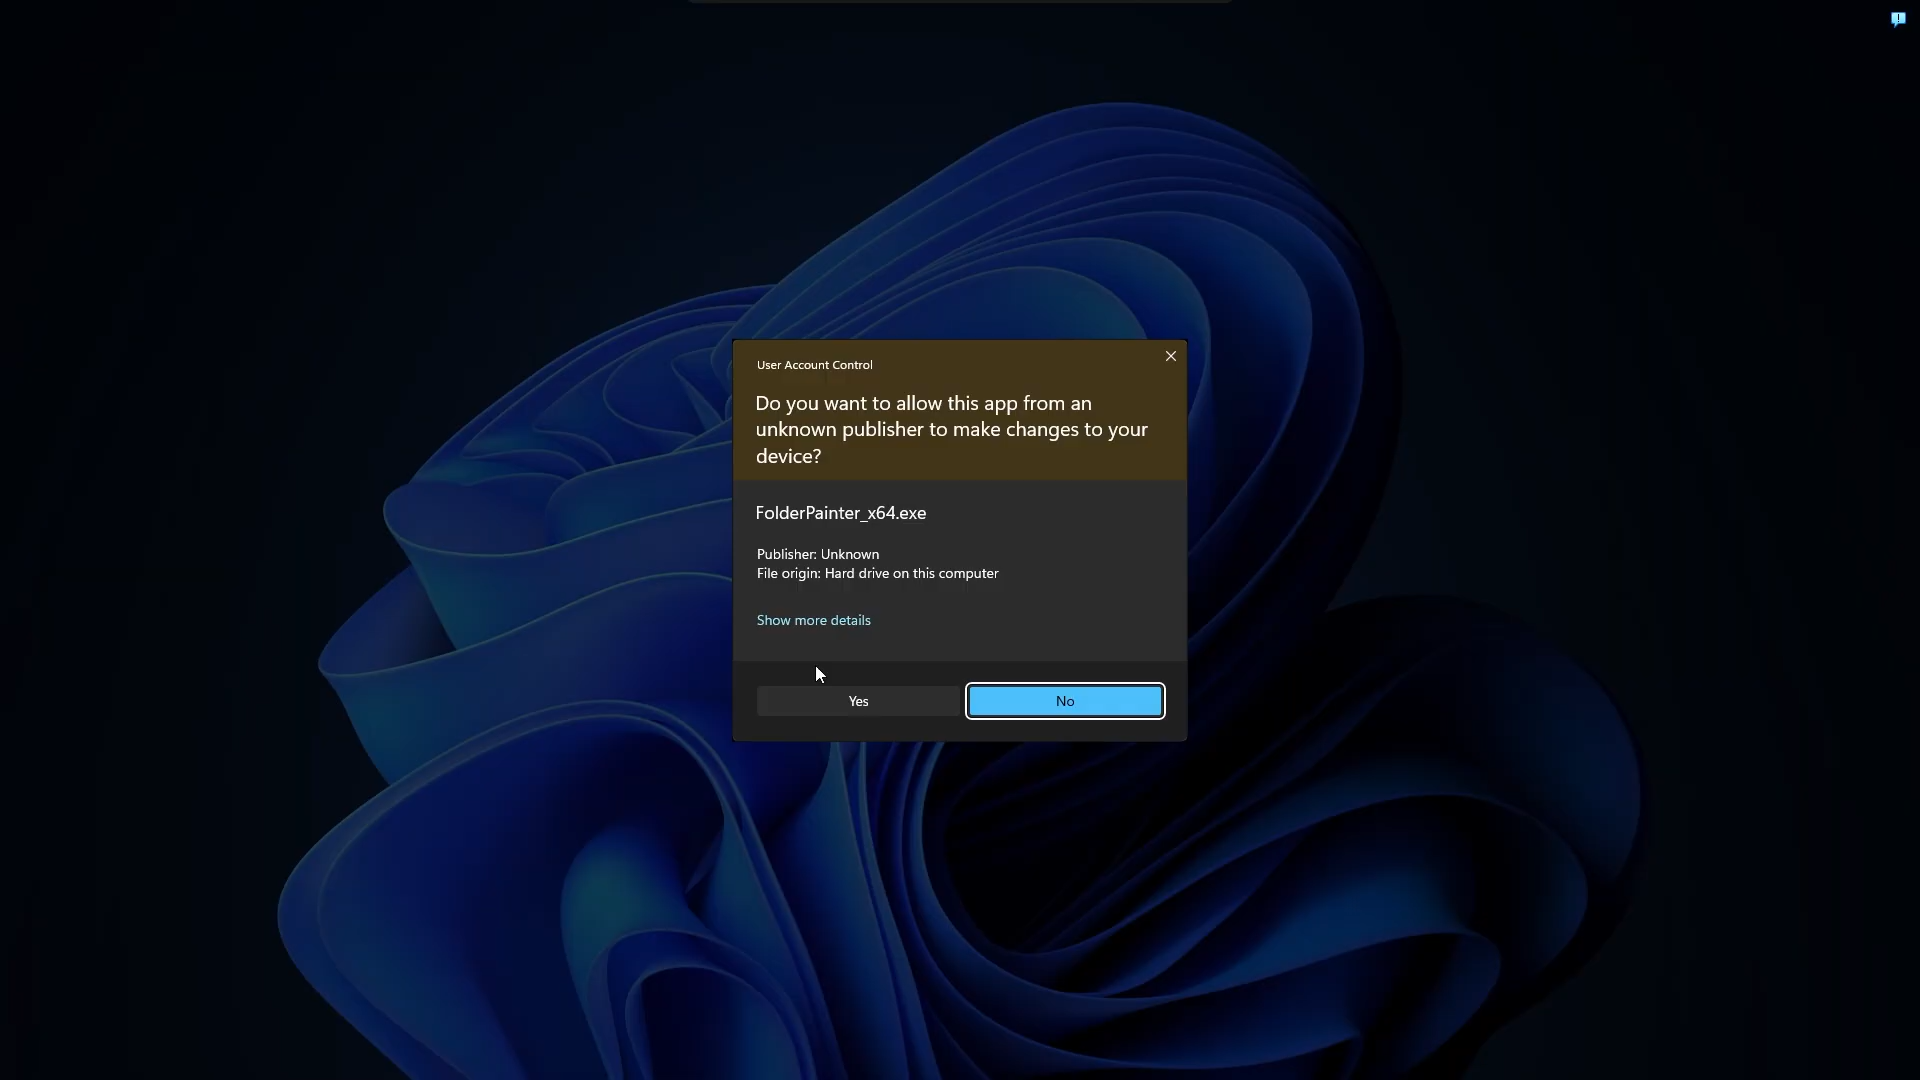 User Account Control
Do you want to allow this app from an
unknown publisher to make changes to your
device?
FolderPainter_x64.exe
Publisher: Unknown
File origin: Hard drive on this computer
Show more details
Yes
No